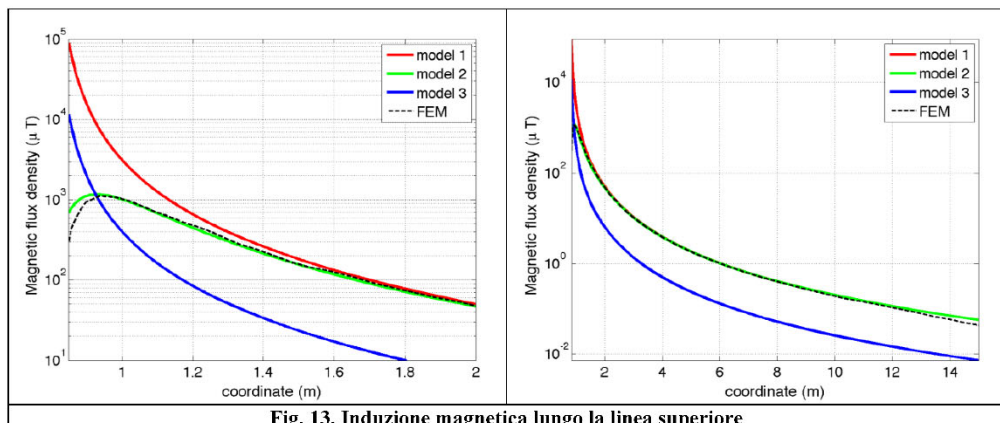 Magnetic flux density (μ T)
10^5
10^4
10^3
10^2
10^1
1
1.2
1.4
1.6
1.8
2
coordinate (m)
model 1
model 2
model 3
FEM
Magnetic flux density (μ T)
10^4
10^2
10^0
10^-2
2
4
6
8
10
12
14
coordinate (m)
model 1
model 2
model 3
FEM
Fig. 13. Induzione magnetica lungo la linea superiore